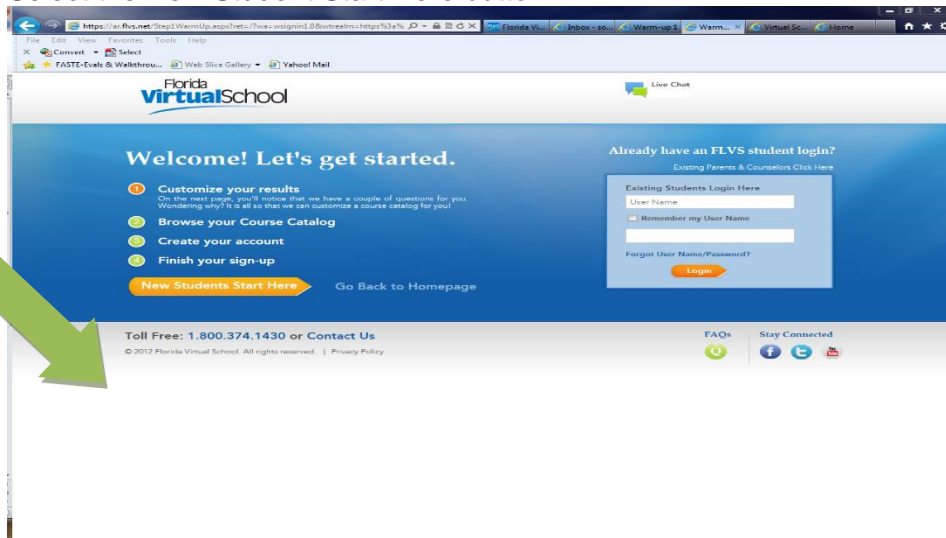 https://ar.flvs.net/Step1WarmUp.aspx?ret=/?wa=wsignin1.0&wtrealm=https%3a%
Florida Vi...
Inbox - so...
Warm-up 1
Warm...
Virtual Sc...
Home
File Edit View Favorites Tools Help
Convert Select
FASTE-Evals & Walkthrou... Web Slice Gallery Yahoo! Mail
Florida
VirtualSchool
Live Chat
Welcome! Let's get started.
1 Customize your results
On the next page, you'll notice that we have a couple of questions for you.
Wondering why? It is all so that we can customize a course catalog for you!
2 Browse your Course Catalog
3 Create your account
4 Finish your sign-up
New Students Start Here
Go Back to Homepage
Already have an FLVS student login?
Existing Parents & Counselors Click Here
Existing Students Login Here
User Name
Remember my User Name
Forgot User Name/Password?
Login
Toll Free: 1.800.374.1430 or Contact Us
© 2012 Florida Virtual School. All rights reserved. | Privacy Policy
FAQs
Stay Connected